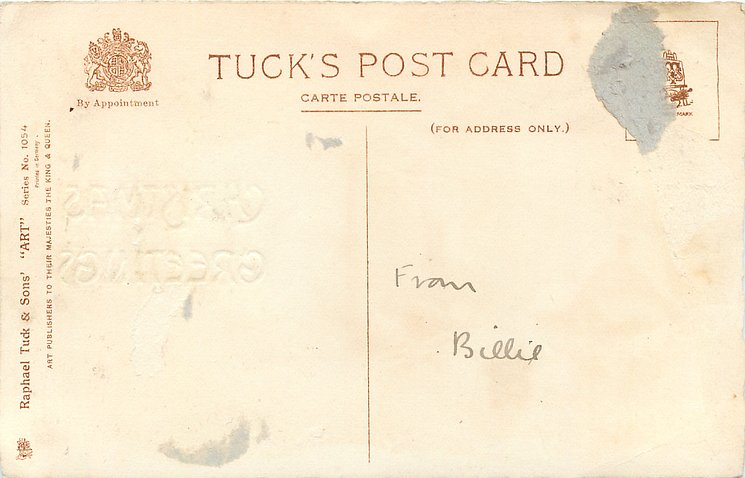 TUCK'S POST CARD
By Appointment
CARTE POSTALE.
(FOR ADDRESS ONLY.)
MARK
Raphael Tuck & Sons' "ART" Series No. 1054
Printed in Germany.
ART PUBLISHERS TO THEIR MAJESTIES THE KING & QUEEN.
CHRISTMAS
GREETINGS
From
Billie